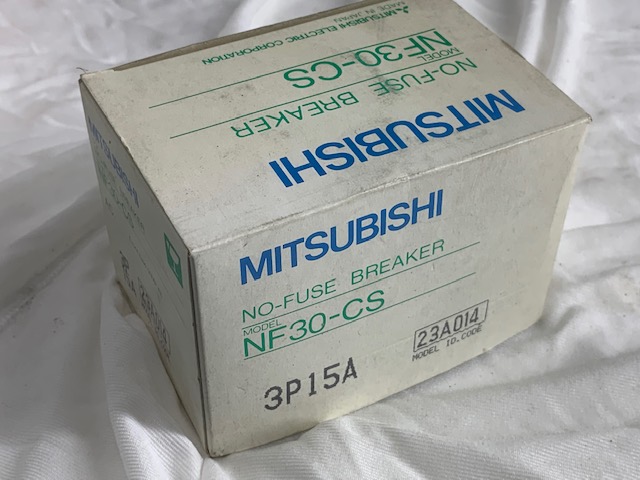 MITSUBISHI ELECTRIC CORPORATION
MADE IN JAPAN
MODEL
NF30-CS
NO-FUSE BREAKER
MITSUBISHI
MITSUBISHI
NO-FUSE BREAKER
MODEL
NF30-CS
3P15A
23A014
MODEL ID.CODE
MITSUBISHI